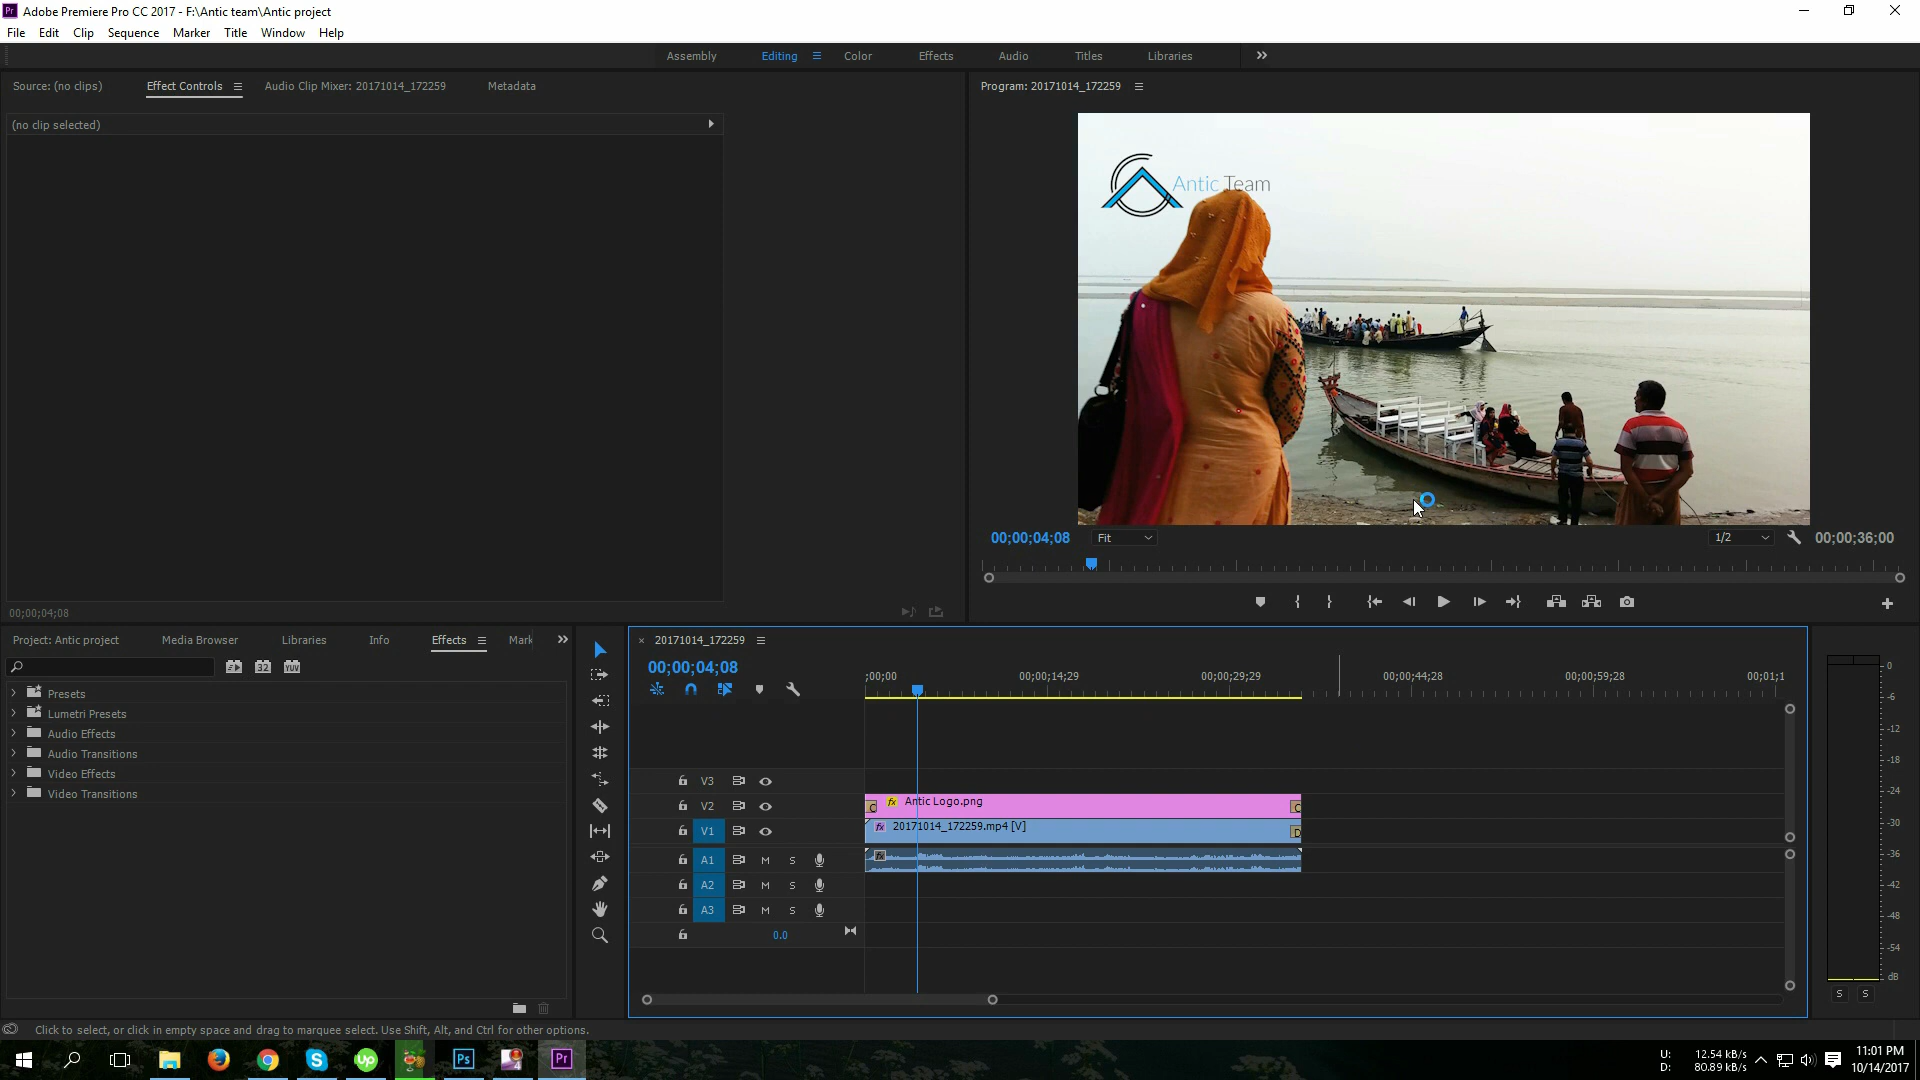 Adobe Premiere Pro CC 2017 - F:\Antic team\Antic project
File Edit Clip Sequence Marker Title Window Help
Assembly Editing Color Effects Audio Titles Libraries
Source: (no clips) Effect Controls Audio Clip Mixer: 20171014_172259 Metadata
Program: 20171014_172259
(no clip selected)
Antic Team
00;00;04;08 Fit 1/2 00;00;36;00
00;00;04;08
Project: Antic project Media Browser Libraries Info Effects Mark
20171014_172259
00;00;04;08
32 YUV
;00;00 00;00;14;29 00;00;29;29 00;00;44;28 00;00;59;28 00;01;1
Presets
Lumetri Presets
Audio Effects
Audio Transitions
Video Effects
Video Transitions
V3
V2 fx Antic Logo.png
V1 fx 20171014_172259.mp4 [V]
A1 M S fx
A2 M S
A3 M S
0.0
0
-6
-12
-18
-24
-30
-36
-42
-48
-54
dB
S S
Click to select, or click in empty space and drag to marquee select. Use Shift, Alt, and Ctrl for other options.
Ps Pr
U: 12.54 kB/s
D: 80.89 kB/s
11:01 PM
10/14/2017